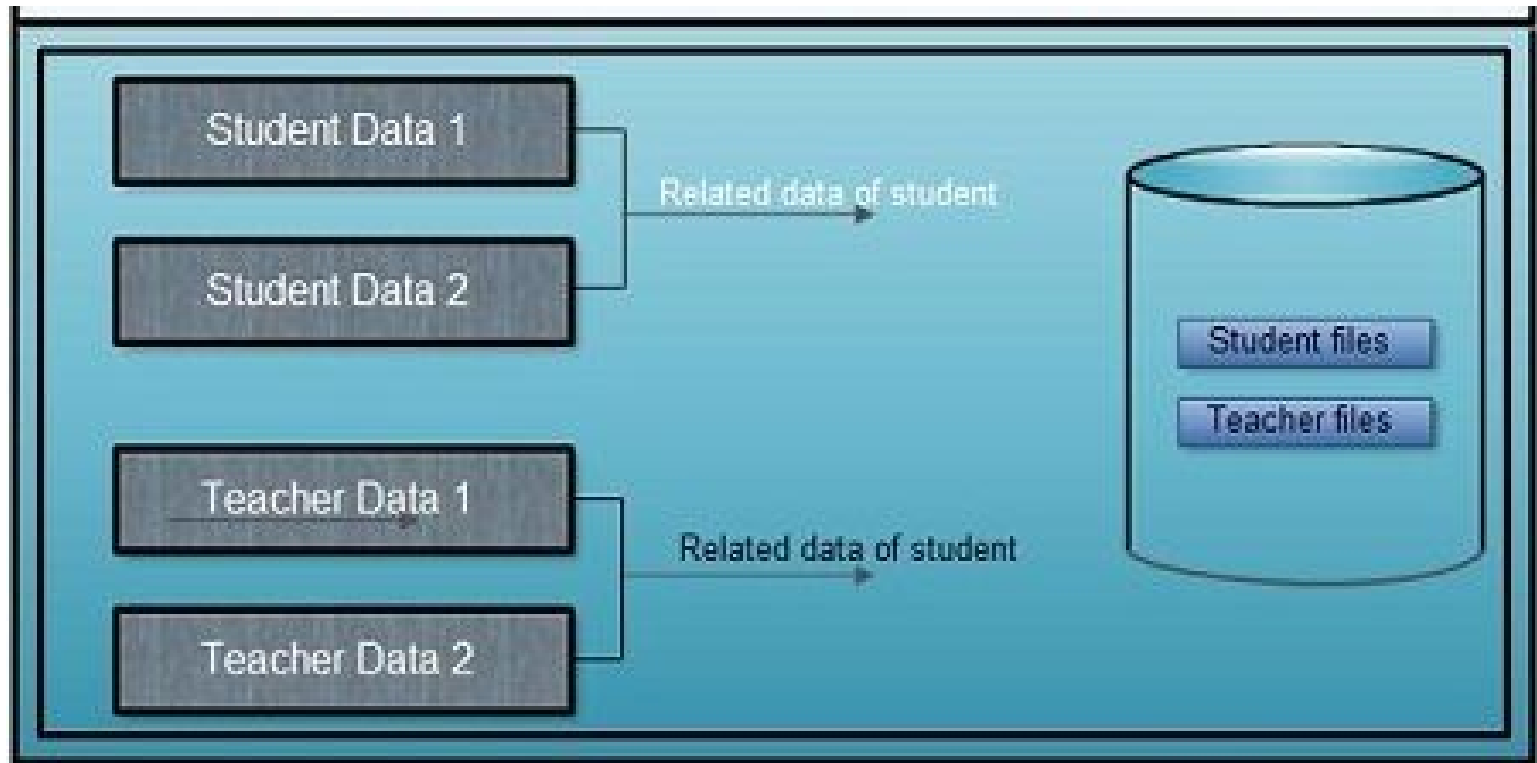 Student Data 1
Related data of student
Student Data 2
Student files
Teacher files
Teacher Data 1
Related data of student
Teacher Data 2